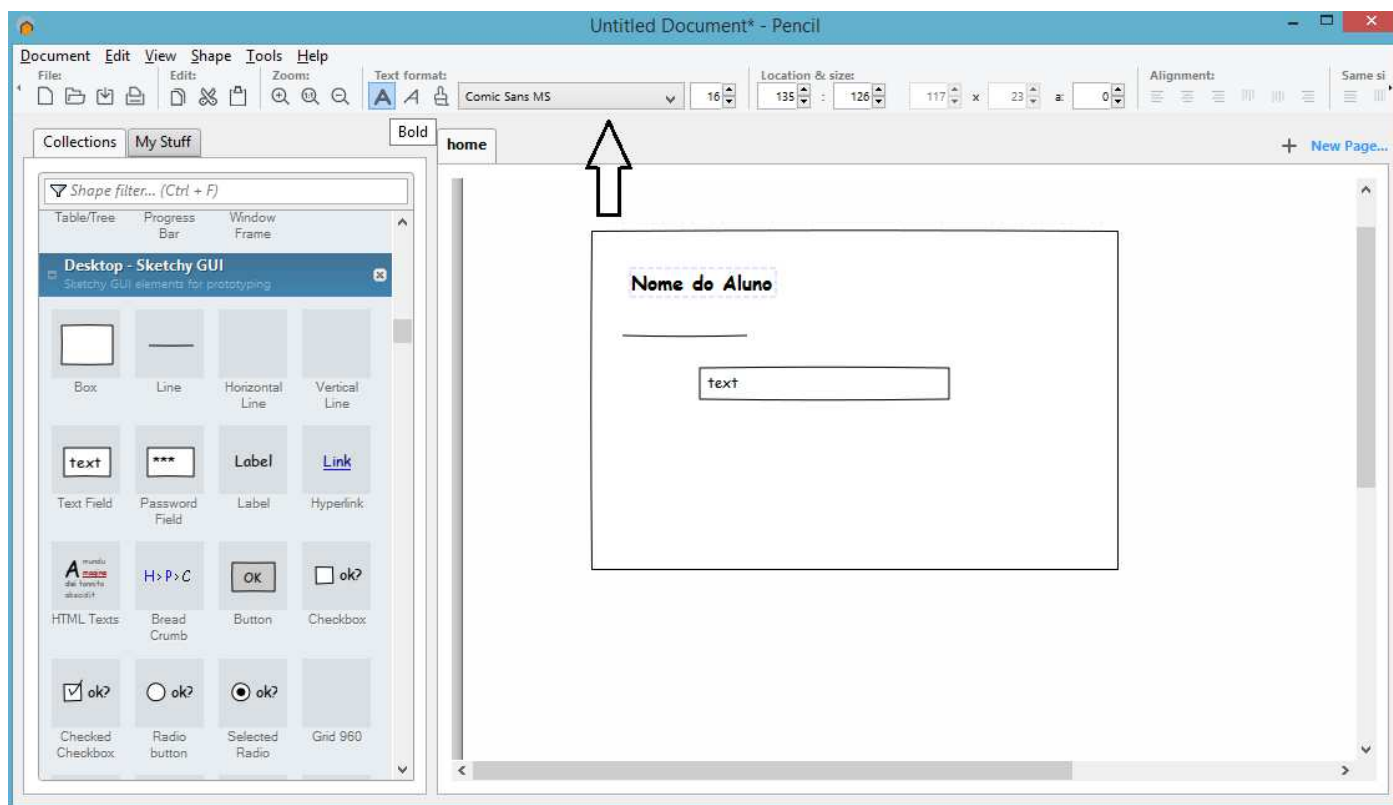 Untitled Document* - Pencil
Document Edit View Shape Tools Help
File: Edit: Zoom: Text format: Location & size: Alignment: Same si
Comic Sans MS 16 135 : 126 117 x 23 a: 0
Bold
Collections My Stuff
home
New Page...
Shape filter... (Ctrl + F)
Table/Tree Progress Bar Window Frame
Desktop - Sketchy GUI
Sketchy GUI elements for prototyping
Box Line Horizontal Line Vertical Line
text *** Label Link
Text Field Password Field Label Hyperlink
H>P>C OK ok?
HTML Texts Bread Crumb Button Checkbox
ok? ok? ok?
Checked Checkbox Radio button Selected Radio Grid 960
Nome do Aluno
text